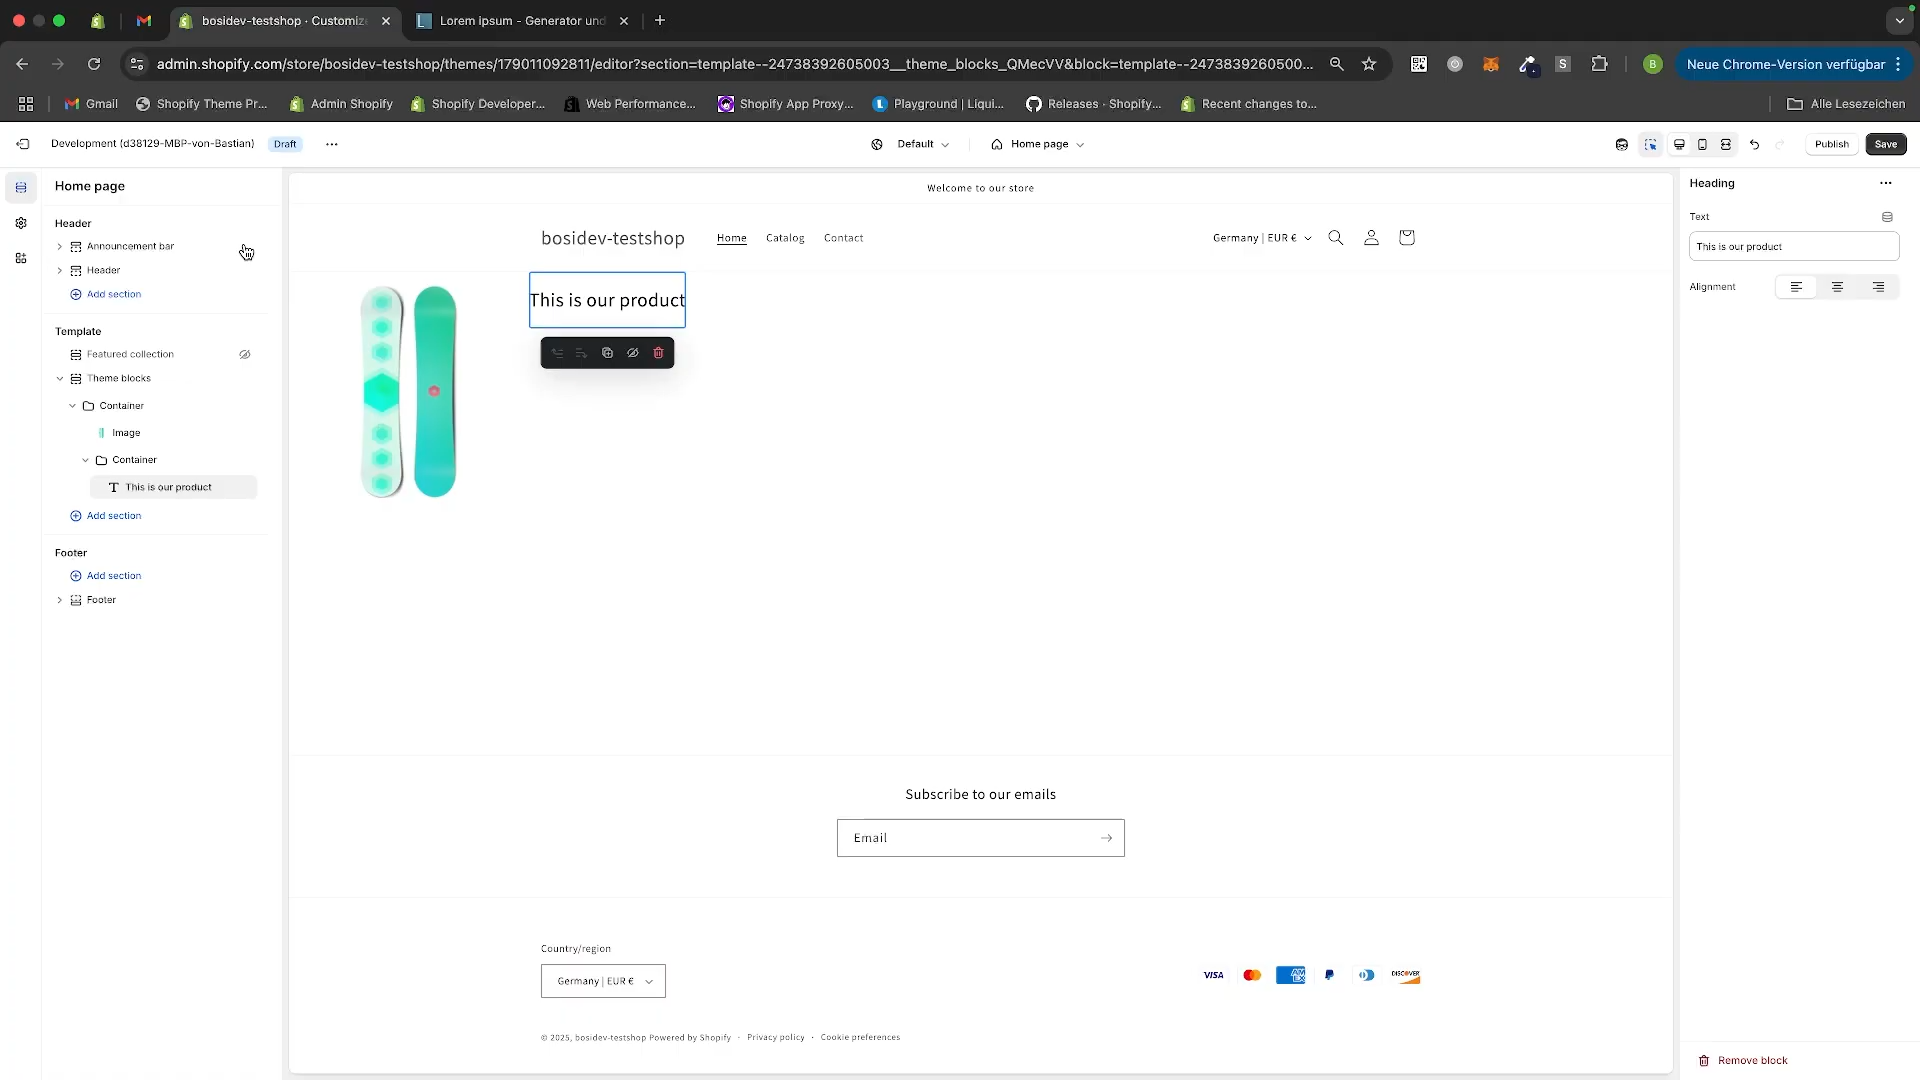 bosidev-testshop · Customize
Lorem ipsum - Generator und
admin.shopify.com/store/bosidev-testshop/themes/179011092811/editor?section=template--24738392605003__theme_blocks_QMecVV&block=template--2473839260500...
S
B
Neue Chrome-Version verfügbar
Gmail
Shopify Theme Pr...
Admin Shopify
Shopify Developer...
Web Performance...
Shopify App Proxy...
Playground | Liqui...
Releases · Shopify...
Recent changes to...
Alle Lesezeichen
Development (d38129-MBP-von-Bastian)
Draft
Default
Home page
Publish
Save
Home page
Header
Announcement bar
Header
Add section
Template
Featured collection
Theme blocks
Container
Image
Container
This is our product
Add section
Footer
Add section
Footer
Welcome to our store
bosidev-testshop
Home
Catalog
Contact
Germany | EUR €
This is our product
Subscribe to our emails
Email
Country/region
Germany | EUR €
VISA
AM
EX
DISCOVER
© 2025, bosidev-testshop Powered by Shopify · Privacy policy · Cookie preferences
Heading
Text
This is our product
Alignment
Remove block